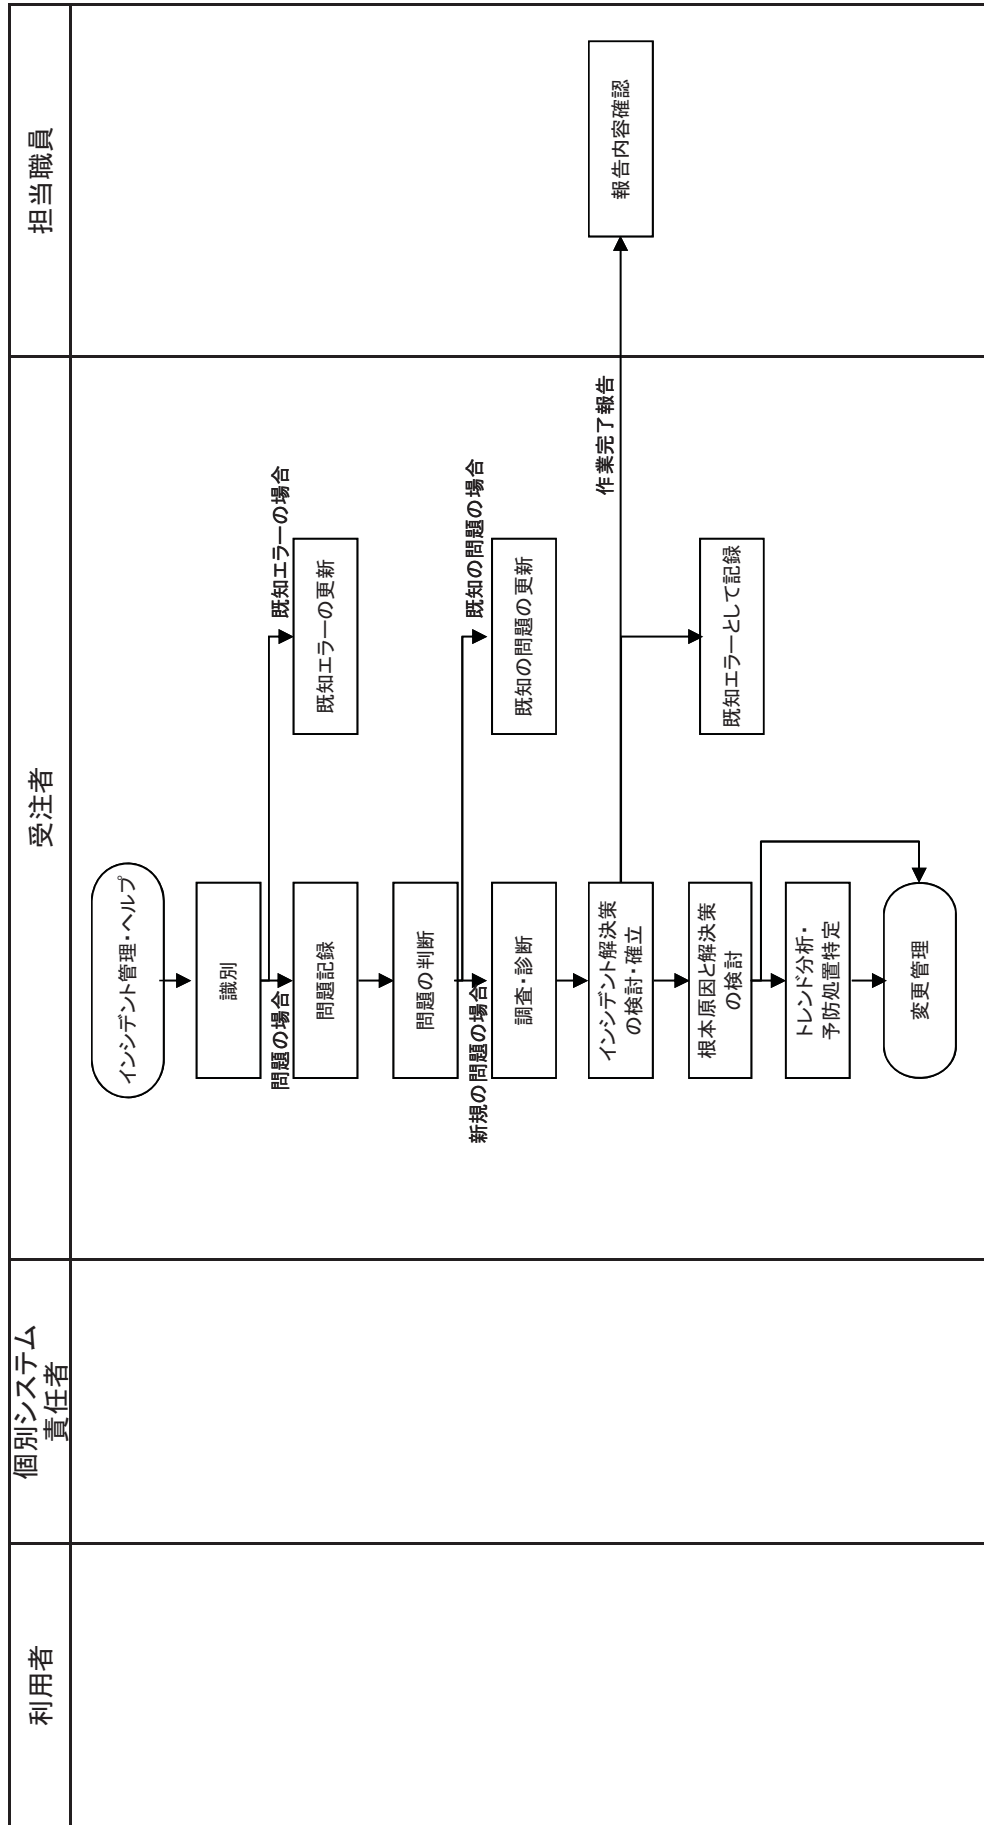 利用者
個別システム
責任者
受注者
担当職員
インシデント管理・ヘルプ
識別
問題の場合
既知エラーの場合
問題記録
既知エラーの更新
問題の判断
新規の問題の場合
既知の問題の場合
調査・診断
既知の問題の更新
インシデント解決策
の検討・確立
作業完了報告
報告内容確認
根本原因と解決策
の検討
既知エラーとして記録
トレンド分析・
予防処置特定
変更管理